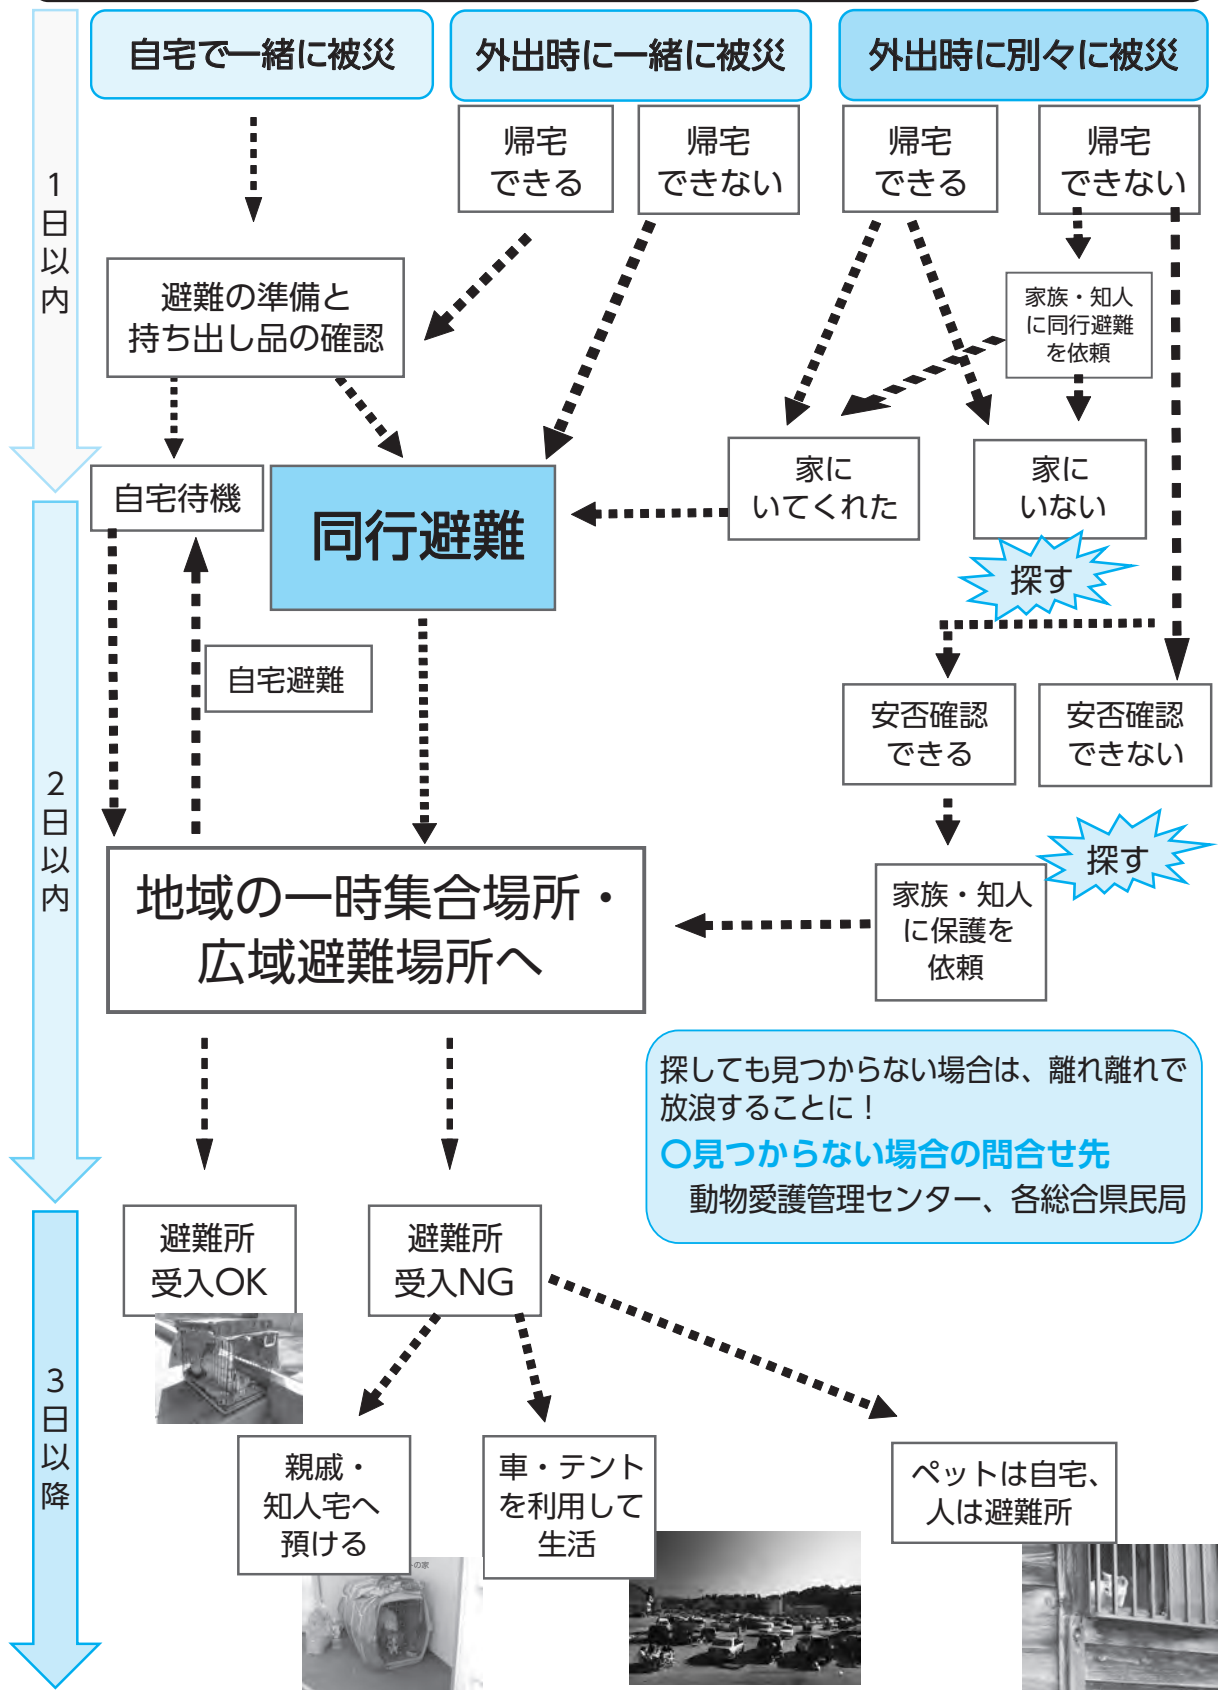 自宅で一緒に被災
外出時に一緒に被災
外出時に別々に被災
1日以内
帰宅
できる
帰宅
できない
帰宅
できる
帰宅
できない
避難の準備と
持ち出し品の確認
家族・知人
に同行避難
を依頼
自宅待機
同行避難
家に
いてくれた
家に
いない
探す
自宅避難
2日以内
安否確認
できる
安否確認
できない
探す
地域の一時集合場所・
広域避難場所へ
家族・知人
に保護を
依頼
探しても見つからない場合は、離れ離れで
放浪することに！
○見つからない場合の問合せ先
動物愛護管理センター、各総合県民局
3日以降
避難所
受入OK
避難所
受入NG
親戚・
知人宅へ
預ける
車・テント
を利用して
生活
ペットは自宅、
人は避難所
の家